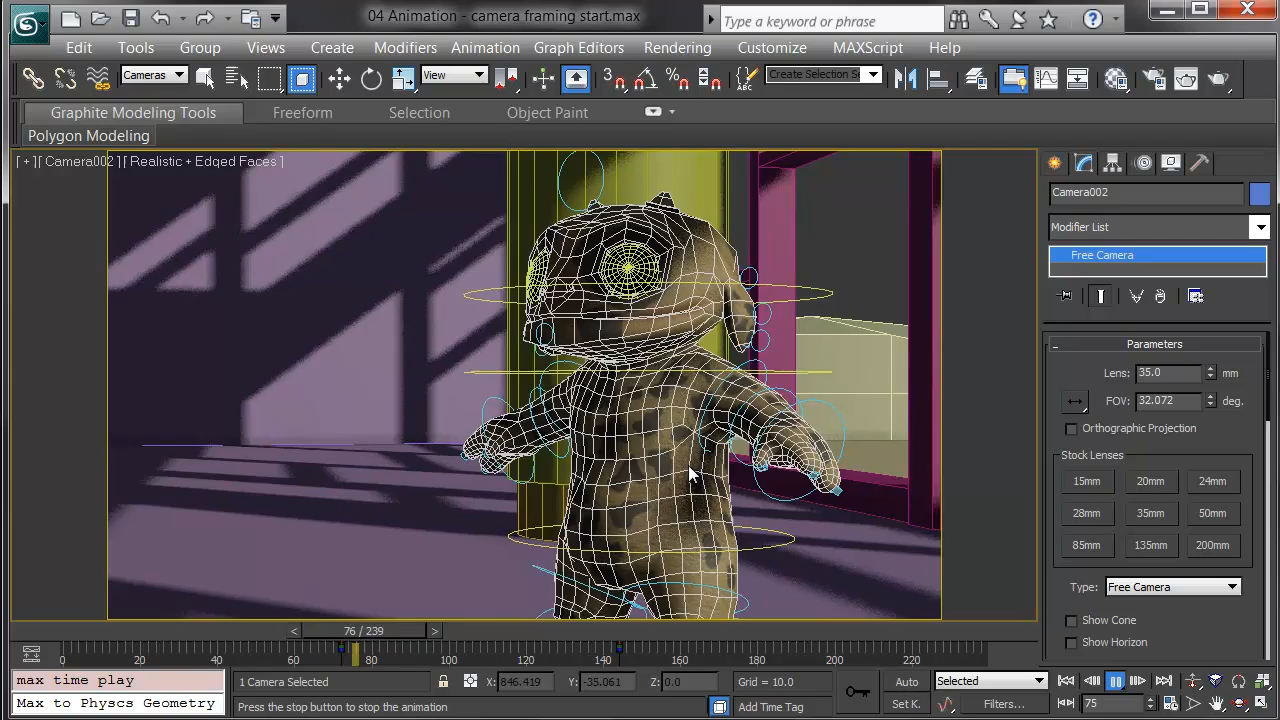 04 Animation - camera framing start.max
Type a keyword or phrase
Edit Tools Group Views Create Modifiers Animation Graph Editors Rendering Customize MAXScript Help
Cameras View 3 % ABC Create Selection Se
Graphite Modeling Tools Freeform Selection Object Paint
Polygon Modeling
[ + ] [ Camera002 ] [ Realistic + Edged Faces ]
Camera002
Modifier List
Free Camera
- Parameters
Lens: 35.0 mm
FOV: 32.072 deg.
Orthographic Projection
Stock Lenses
15mm 20mm 24mm
28mm 35mm 50mm
85mm 135mm 200mm
Type: Free Camera
Show Cone
Show Horizon
< 76 / 239 >
0 20 40 60 80 100 120 140 160 180 200 220
max time play
Max to Physcs Geometry
1 Camera Selected X: 846.419 Y: -35.061 Z: 0.0 Grid = 10.0 Auto Selected
Press the stop button to stop the animation Add Time Tag Set K. Filters... 75